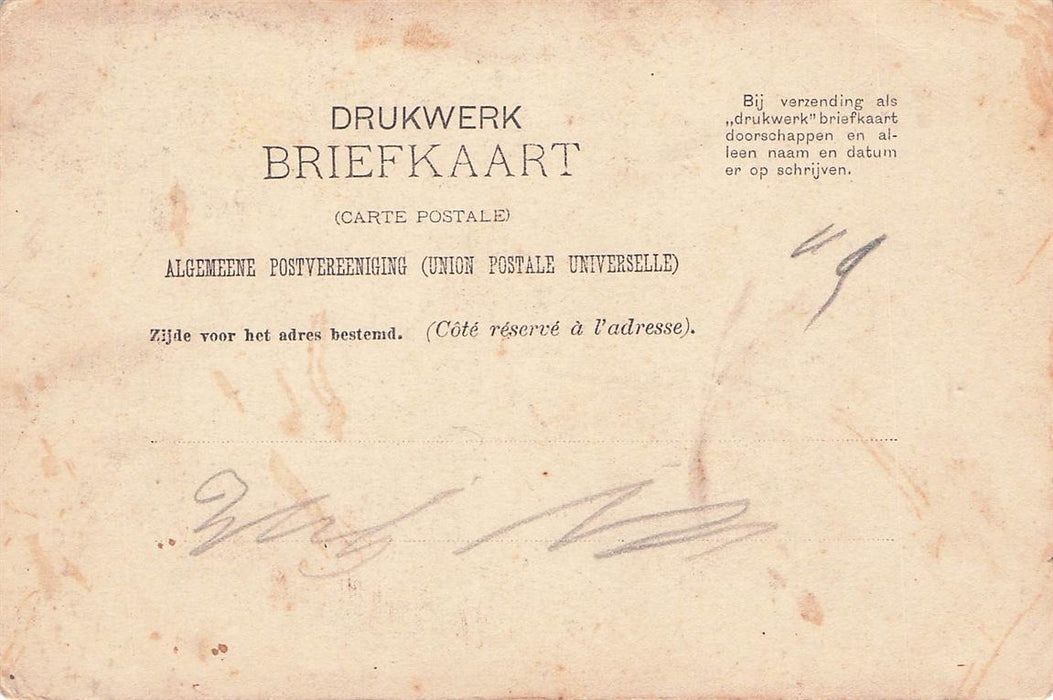 DRUKWERK
BRIEFKAART
(CARTE POSTALE)
ALGEMEENE POSTVEREENIGING (UNION POSTALE UNIVERSELLE)
Zijde voor het adres bestemd. (Côté réservé à l'adresse).
Bij verzending als
„drukwerk" briefkaart
doorschappen en al-
leen naam en datum
er op schrijven.